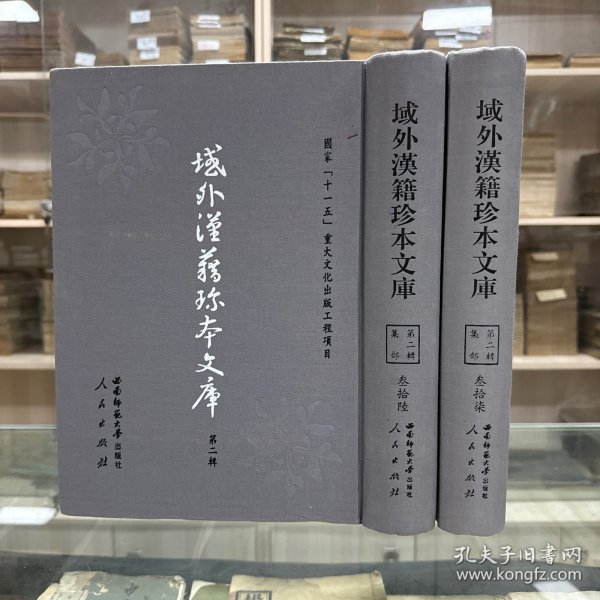 國家「十一五」重大文化出版工程項目
域外漢籍珍本文庫
第二輯
西南師範大學出版社
人民出版社
域外漢籍珍本文庫
第二輯
集部
叁拾陸
西南師範大學出版社
人民出版社
域外漢籍珍本文庫
第二輯
集部
叁拾柒
西南師範大學出版社
人民出版社
孔夫子旧书网
www.kongfz.com